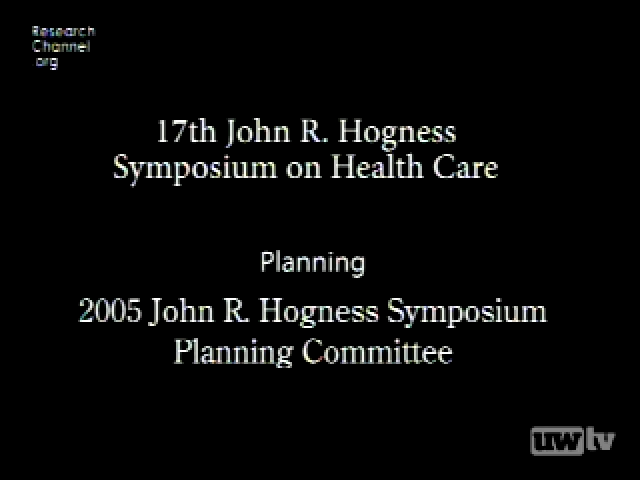 Research
Channel
org
17th John R. Hogness
Symposium on Health Care
Planning
2005 John R. Hogness Symposium
Planning Committee
uwtv